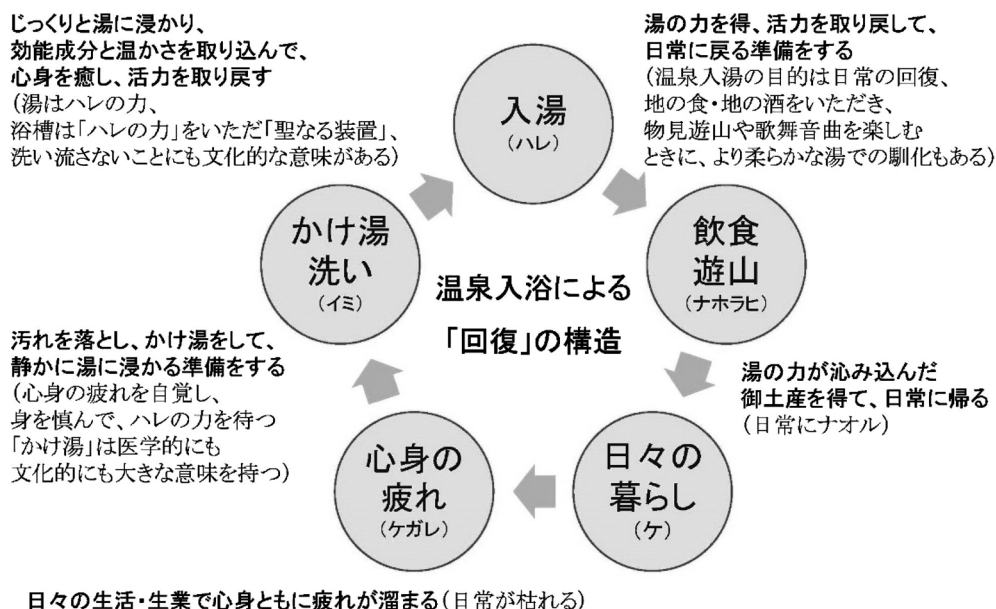 じっくりと湯に浸かり、
効能成分と温かさを取り込んで、
心身を癒し、活力を取り戻す
（湯はハレの力、
浴槽は「ハレの力」をいただ「聖なる装置」、
洗い流さないことにも文化的な意味がある）
湯の力を得、活力を取り戻して、
日常に戻る準備をする
（温泉入湯の目的は日常の回復、
地の食・地の酒をいただき、
物見遊山や歌舞音曲を楽しむ
ときに、より柔らかな湯での馴化もある）
入湯
（ハレ）
かけ湯
洗い
（イミ）
飲食
遊山
（ナホラヒ）
温泉入浴による
「回復」の構造
汚れを落とし、かけ湯をして、
静かに湯に浸かる準備をする
（心身の疲れを自覚し、
身を慎んで、ハレの力を待つ
「かけ湯」は医学的にも
文化的にも大きな意味を持つ）
湯の力が沁み込んだ
御土産を得て、日常に帰る
（日常にナオル）
心身の
疲れ
（ケガレ）
日々の
暮らし
（ケ）
日々の生活・生業で心身ともに疲れが溜まる（日常が枯れる）